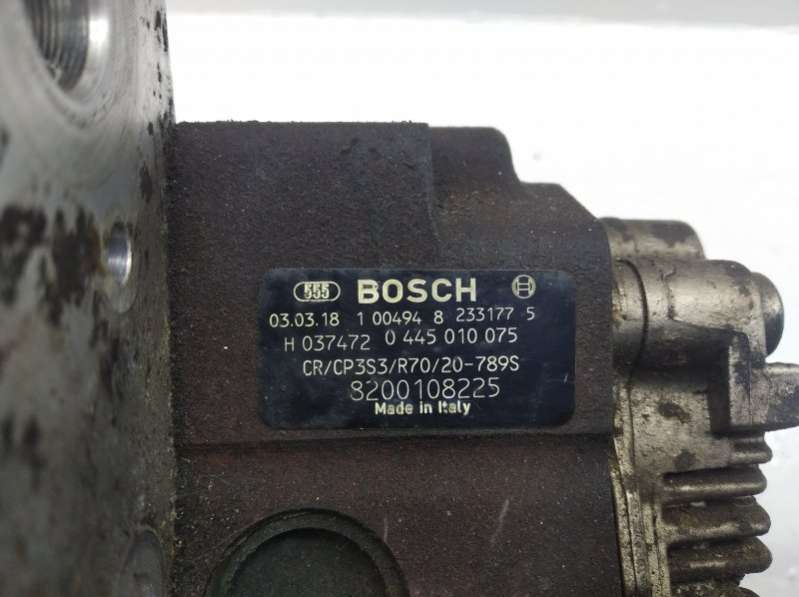 555 BOSCH
03.03.18 1 00494 8 233177 5
H 037472 0 445 010 075
CR/CP3S3/R70/20-789S
8200108225
Made in Italy